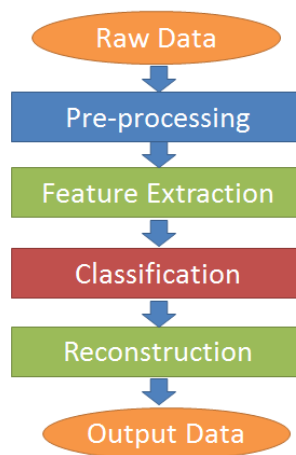 Raw Data
Pre-processing
Feature Extraction
Classification
Reconstruction
Output Data